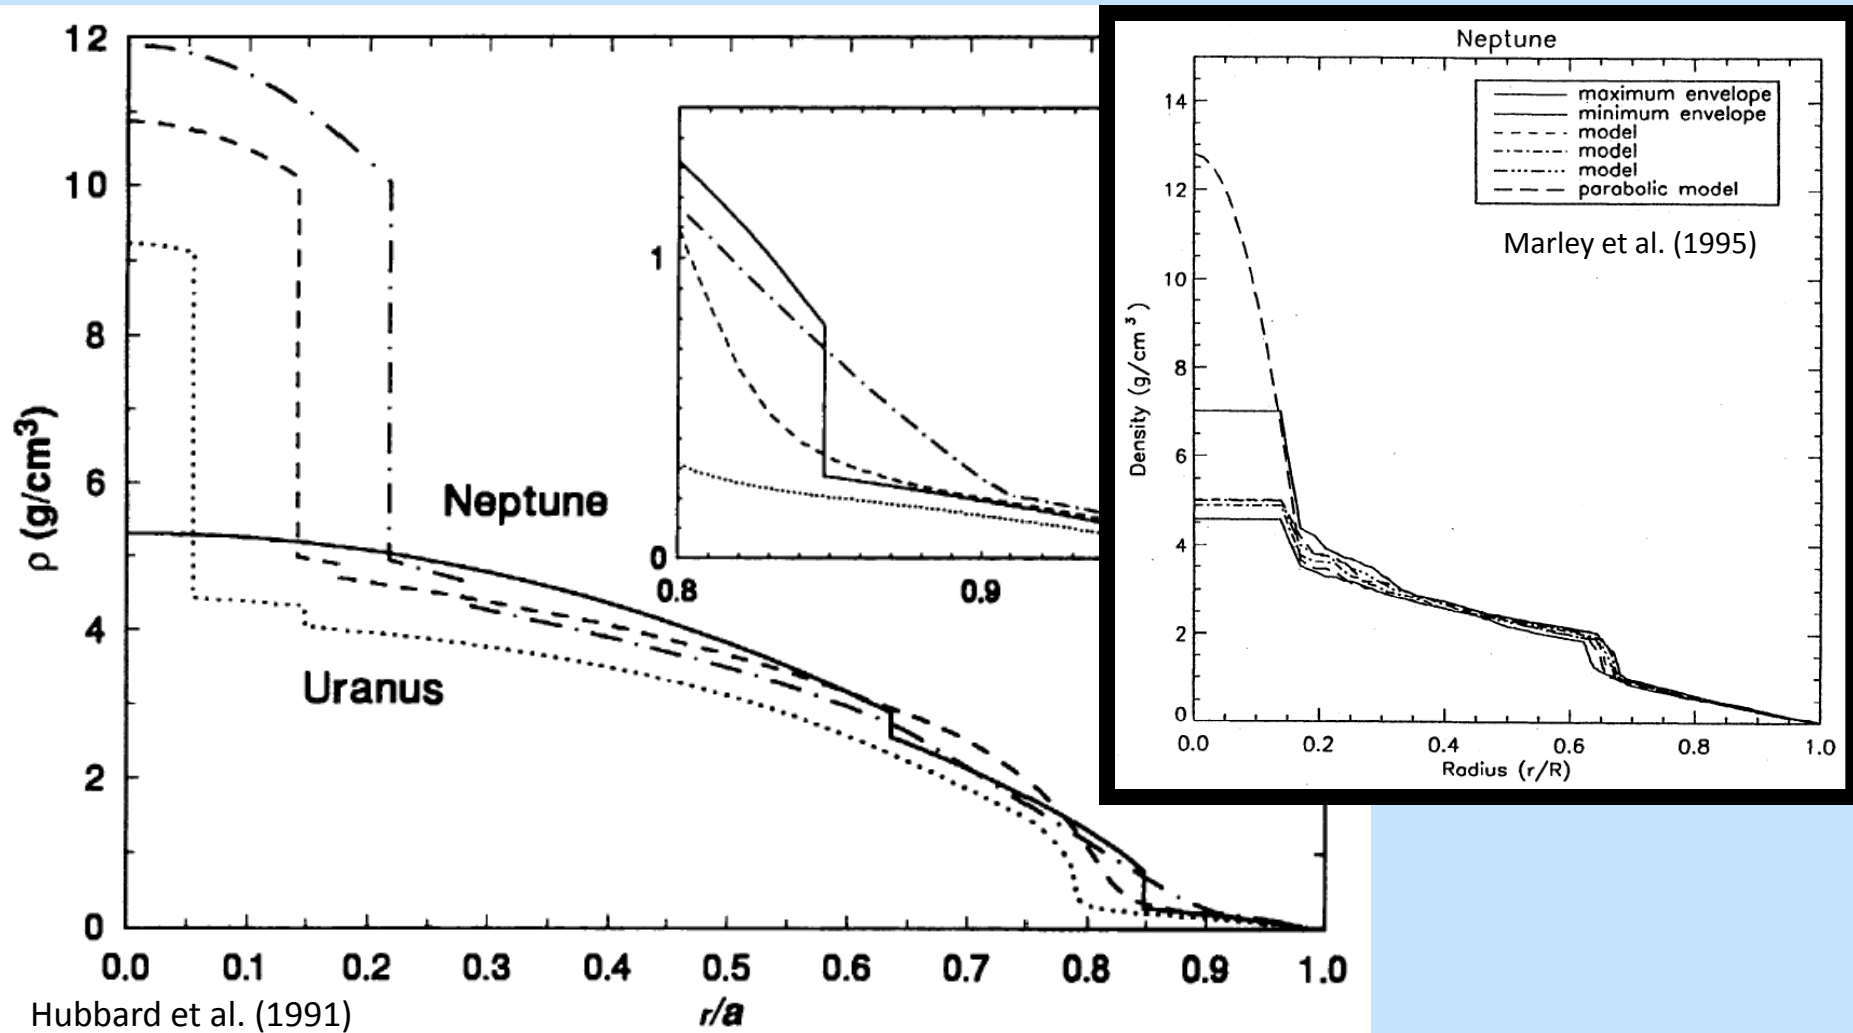 12
10
8
6
4
2
0
ρ (g/cm³)
0.0 0.1 0.2 0.3 0.4 0.5 0.6 0.7 0.8 0.9 1.0
r/a
Neptune
Uranus
1
0
0.8 0.9
Hubbard et al. (1991)
Neptune
maximum envelope
minimum envelope
model
model
model
parabolic model
Marley et al. (1995)
14
12
10
8
6
4
2
0
Density (g/cm³)
0.0 0.2 0.4 0.6 0.8 1.0
Radius (r/R)